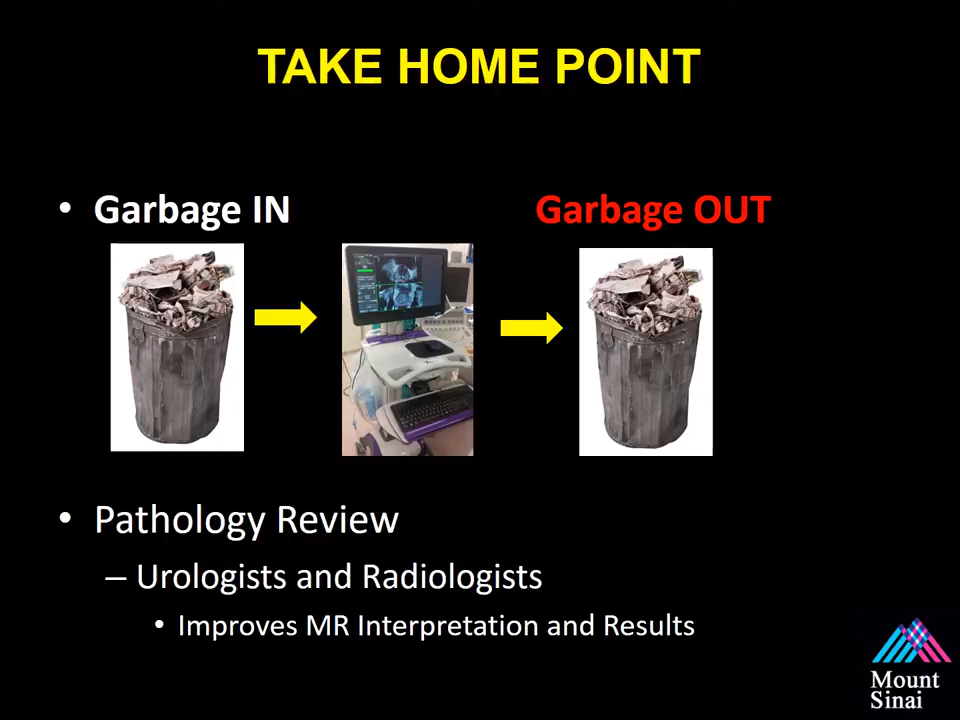 TAKE HOME POINT
• Garbage IN
Garbage OUT
• Pathology Review
– Urologists and Radiologists
• Improves MR Interpretation and Results
Mount
Sinai